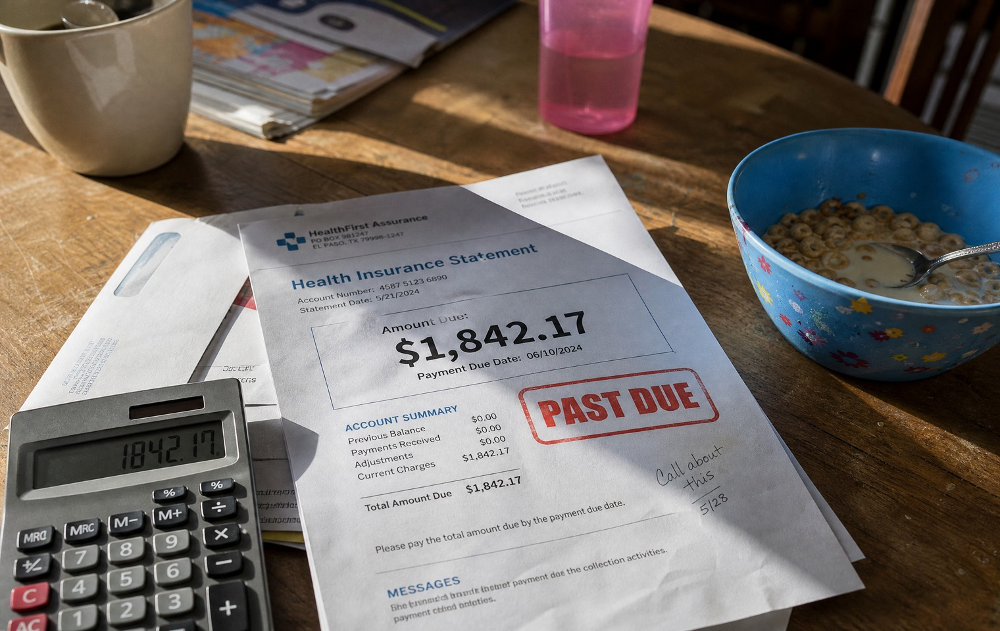 HealthFirst Assurance
PO BOX 981247
EL PASO, TX 79998-1247
Health Insurance Statement
Account Number: 4587 5123 6890
Statement Date: 5/21/2024
Amount Due:
$1,842.17
Payment Due Date: 06/10/2024
PAST DUE
ACCOUNT SUMMARY
Previous Balance $0.00
Payments Received $0.00
Adjustments $0.00
Current Charges $1,842.17
Total Amount Due $1,842.17
Call about
this
5/28
Please pay the total amount due by the payment due date.
MESSAGES
payment due the collection activities.
payment
1842.17
% %
MRC MRC M− M+ ÷
+/− 7 8 9 ×
C 4 5 6 −
AC 1 2 3 +